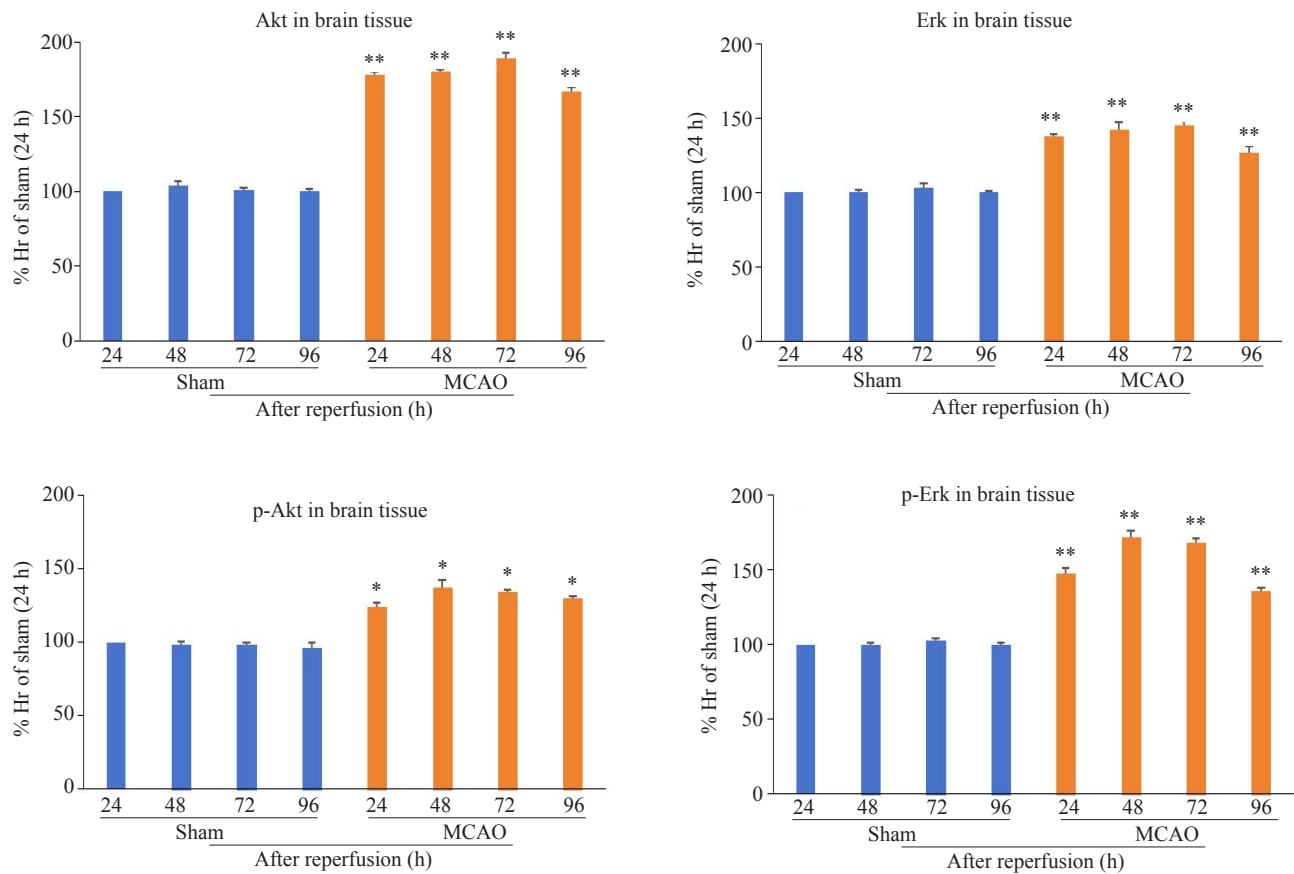 Akt in brain tissue
% Hr of sham (24 h)
200
150
100
50
0
** ** ** **
24 48 72 96 24 48 72 96
Sham MCAO
After reperfusion (h)
Erk in brain tissue
% Hr of sham (24 h)
200
150
100
50
0
** ** ** **
24 48 72 96 24 48 72 96
Sham MCAO
After reperfusion (h)
p-Akt in brain tissue
% Hr of sham (24 h)
200
150
100
50
0
* * * *
24 48 72 96 24 48 72 96
Sham MCAO
After reperfusion (h)
p-Erk in brain tissue
% Hr of sham (24 h)
200
150
100
50
0
** ** ** **
24 48 72 96 24 48 72 96
Sham MCAO
After reperfusion (h)